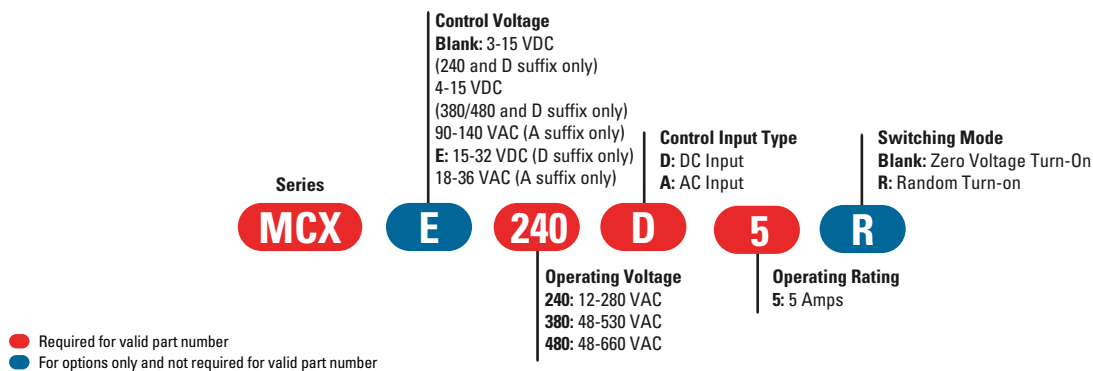 Control Voltage
Blank: 3-15 VDC
(240 and D suffix only)
4-15 VDC
(380/480 and D suffix only)
90-140 VAC (A suffix only)
E: 15-32 VDC (D suffix only)
18-36 VAC (A suffix only)
Control Input Type
D: DC Input
A: AC Input
Switching Mode
Blank: Zero Voltage Turn-On
R: Random Turn-on
Series
MCX E 240 D 5 R
Operating Voltage
240: 12-280 VAC
380: 48-530 VAC
480: 48-660 VAC
Operating Rating
5: 5 Amps
Required for valid part number
For options only and not required for valid part number